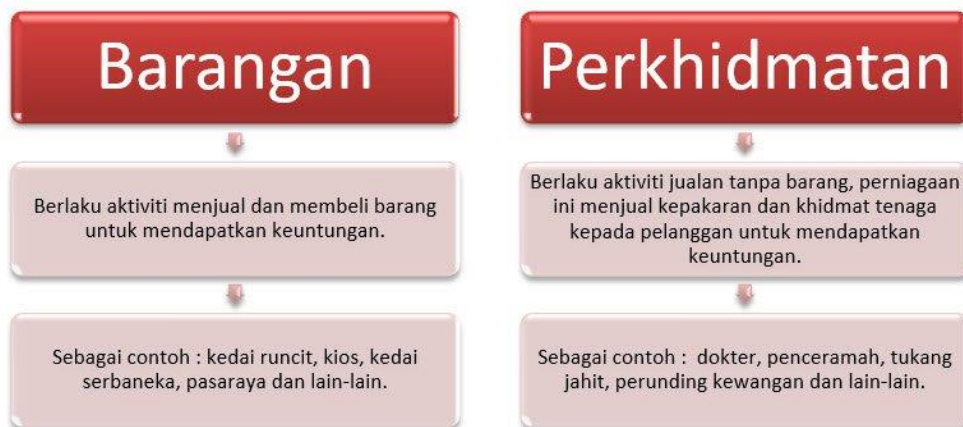 Barangan
Berlaku aktiviti menjual dan membeli barang
untuk mendapatkan keuntungan.
Sebagai contoh : kedai runcit, kios, kedai
serbaneka, pasaraya dan lain-lain.
Perkhidmatan
Berlaku aktiviti jualan tanpa barang, perniagaan
ini menjual kepakaran dan khidmat tenaga
kepada pelanggan untuk mendapatkan
keuntungan.
Sebagai contoh :  dokter, penceramah, tukang
jahit, perunding kewangan dan lain-lain.